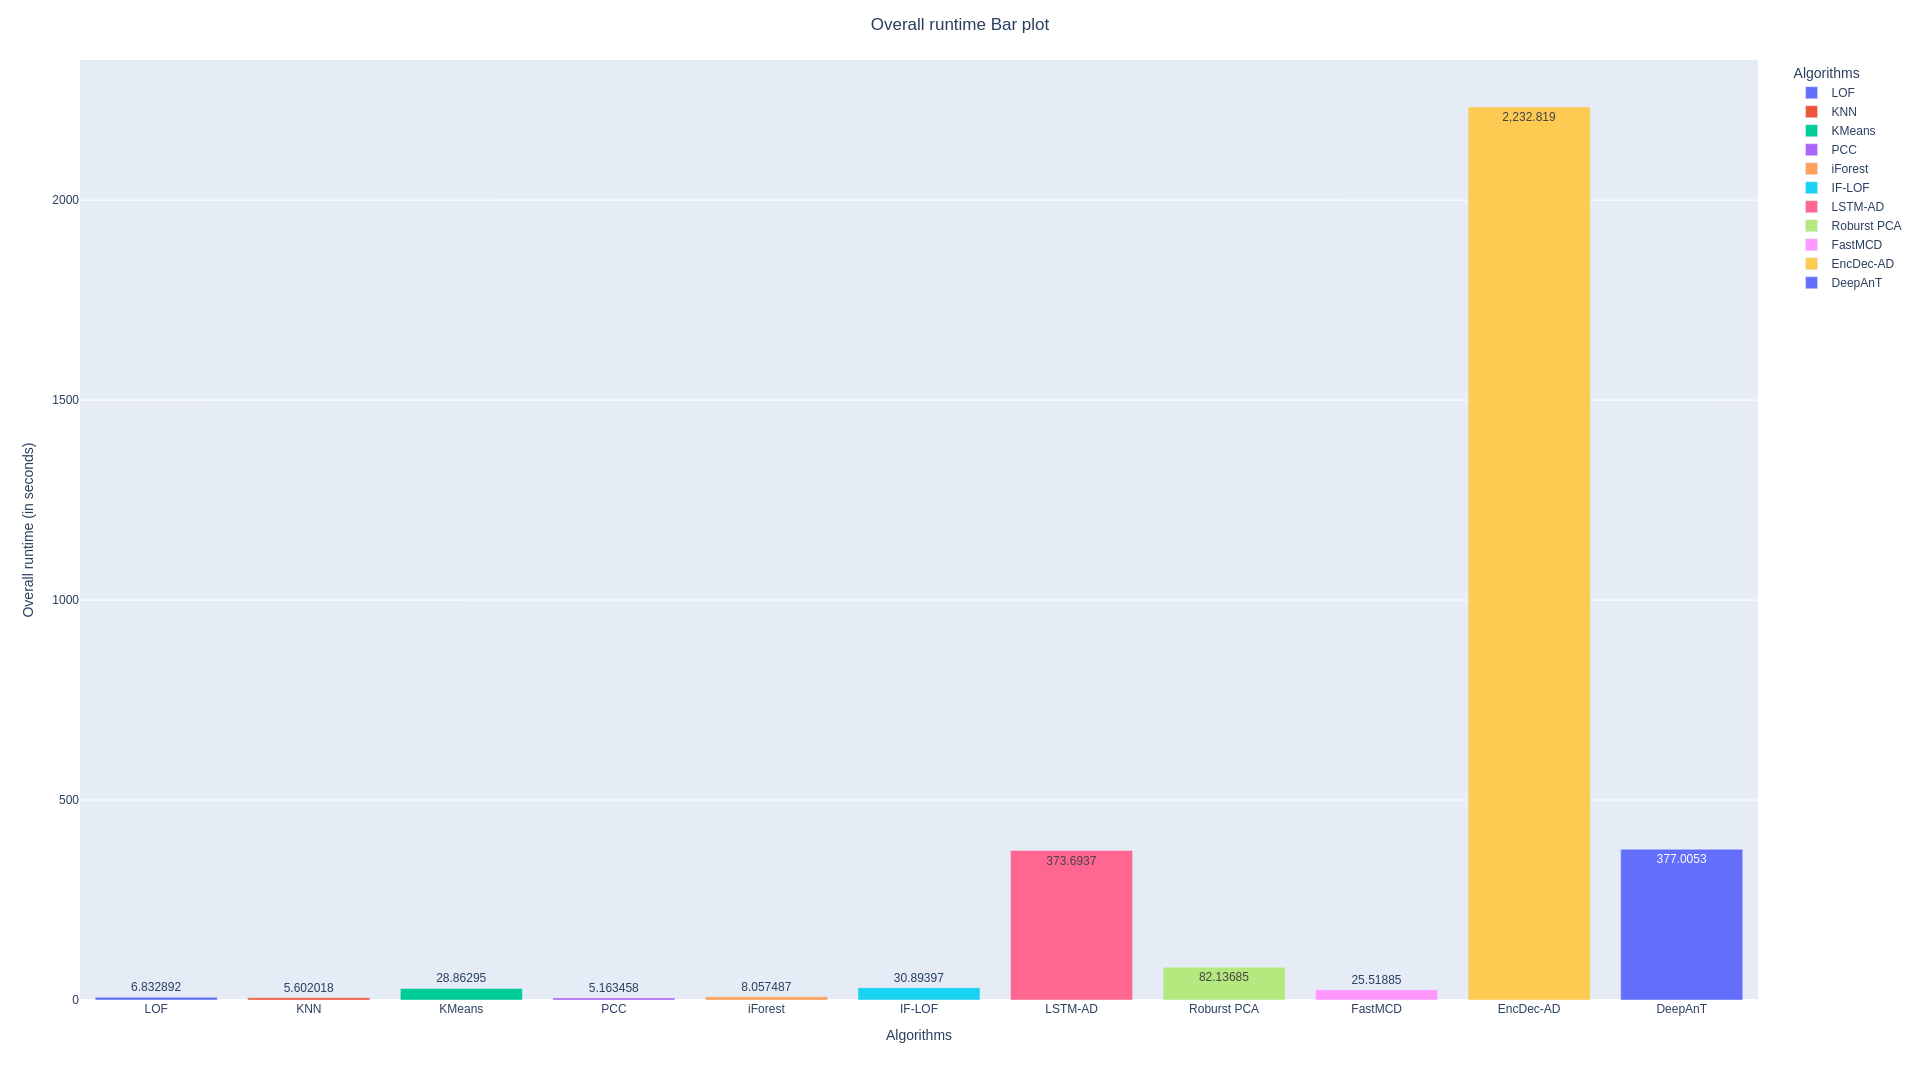 Overall runtime Bar plot
Algorithms
LOF
KNN
KMeans
PCC
iForest
IF-LOF
LSTM-AD
Roburst PCA
FastMCD
EncDec-AD
DeepAnT
Overall runtime (in seconds)
2000
1500
1000
500
0
6.832892
5.602018
28.86295
5.163458
8.057487
30.89397
373.6937
82.13685
25.51885
2,232.819
377.0053
LOF
KNN
KMeans
PCC
iForest
IF-LOF
LSTM-AD
Roburst PCA
FastMCD
EncDec-AD
DeepAnT
Algorithms